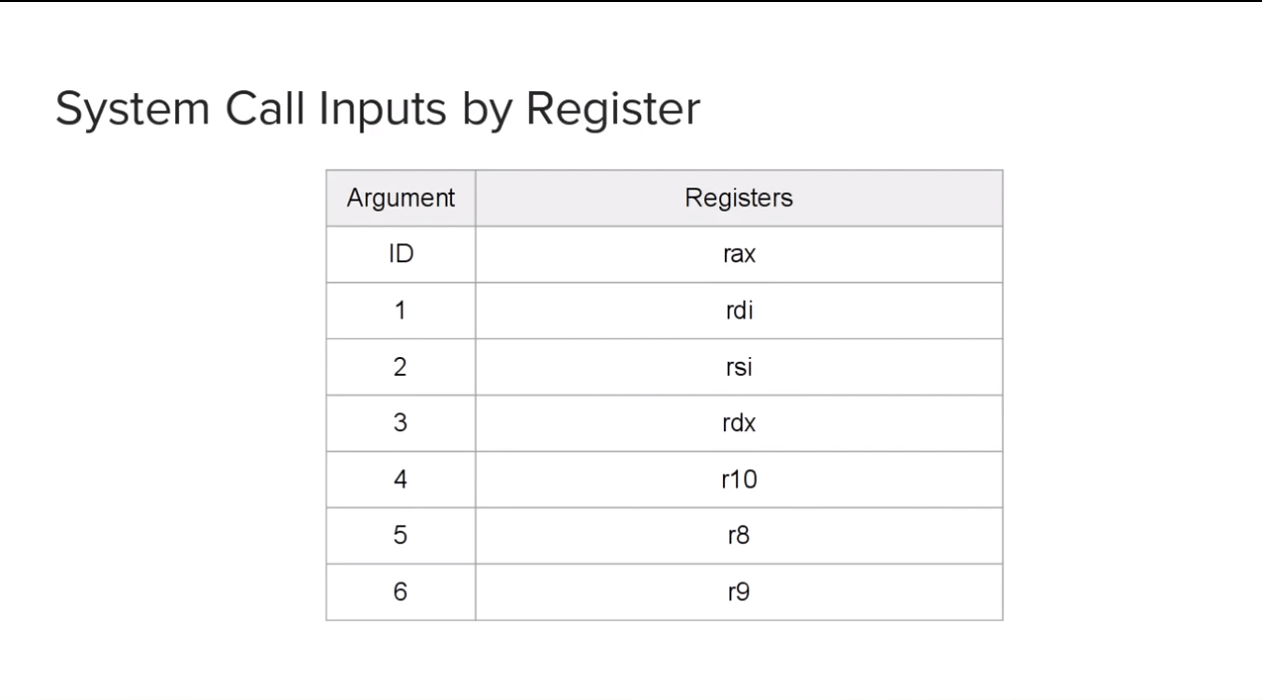 System Call Inputs by Register
Argument Registers
ID rax
1 rdi
2 rsi
3 rdx
4 r10
5 r8
6 r9